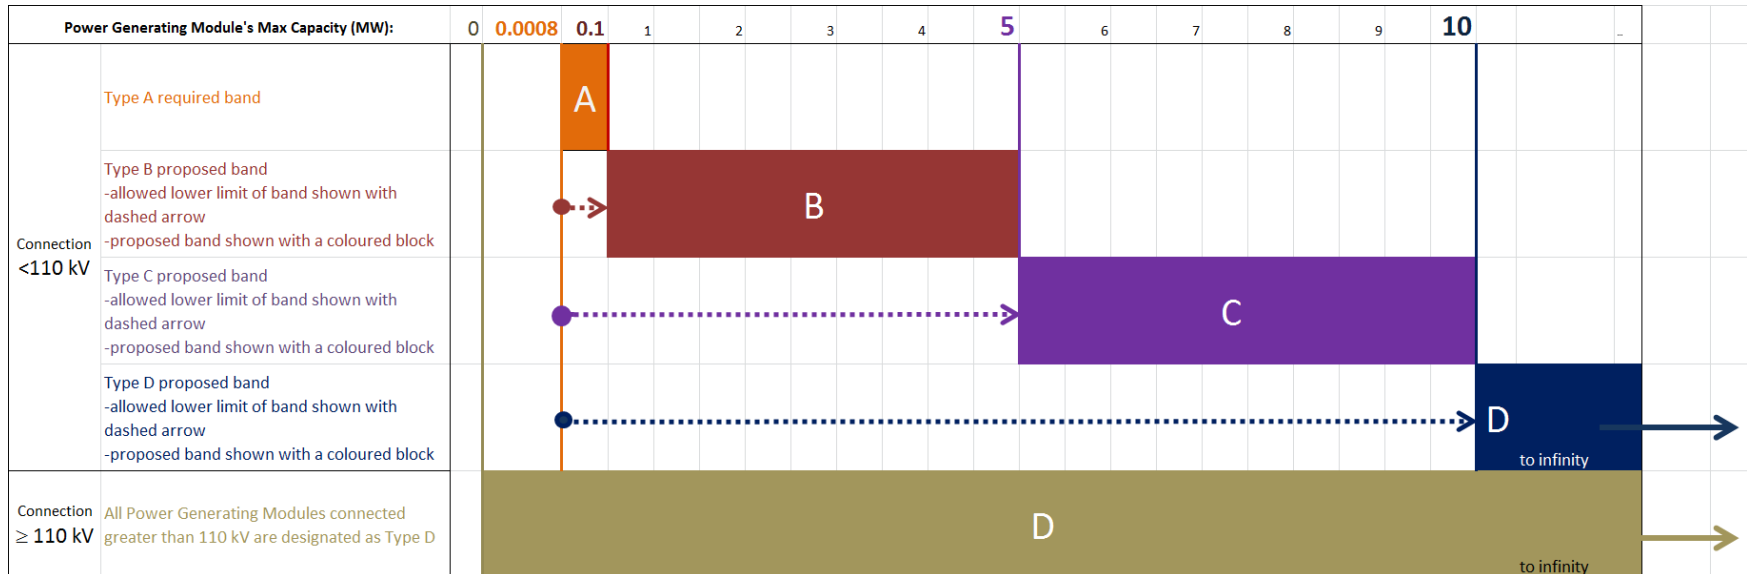 Power Generating Module's Max Capacity (MW): 0 0.0008 0.1 1 2 3 4 5 6 7 8 9 10 ...
Type A required band
A
Type B proposed band
-allowed lower limit of band shown with
dashed arrow
-proposed band shown with a coloured block
B
Connection
<110 kV
Type C proposed band
-allowed lower limit of band shown with
dashed arrow
-proposed band shown with a coloured block
C
Type D proposed band
-allowed lower limit of band shown with
dashed arrow
-proposed band shown with a coloured block
D
to infinity
Connection
≥ 110 kV
All Power Generating Modules connected
greater than 110 kV are designated as Type D
D
to infinity